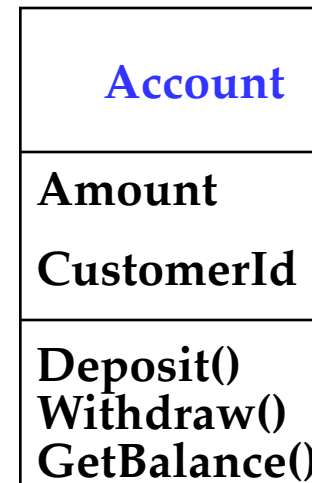 Account
Amount
CustomerId
Deposit()
Withdraw()
GetBalance()